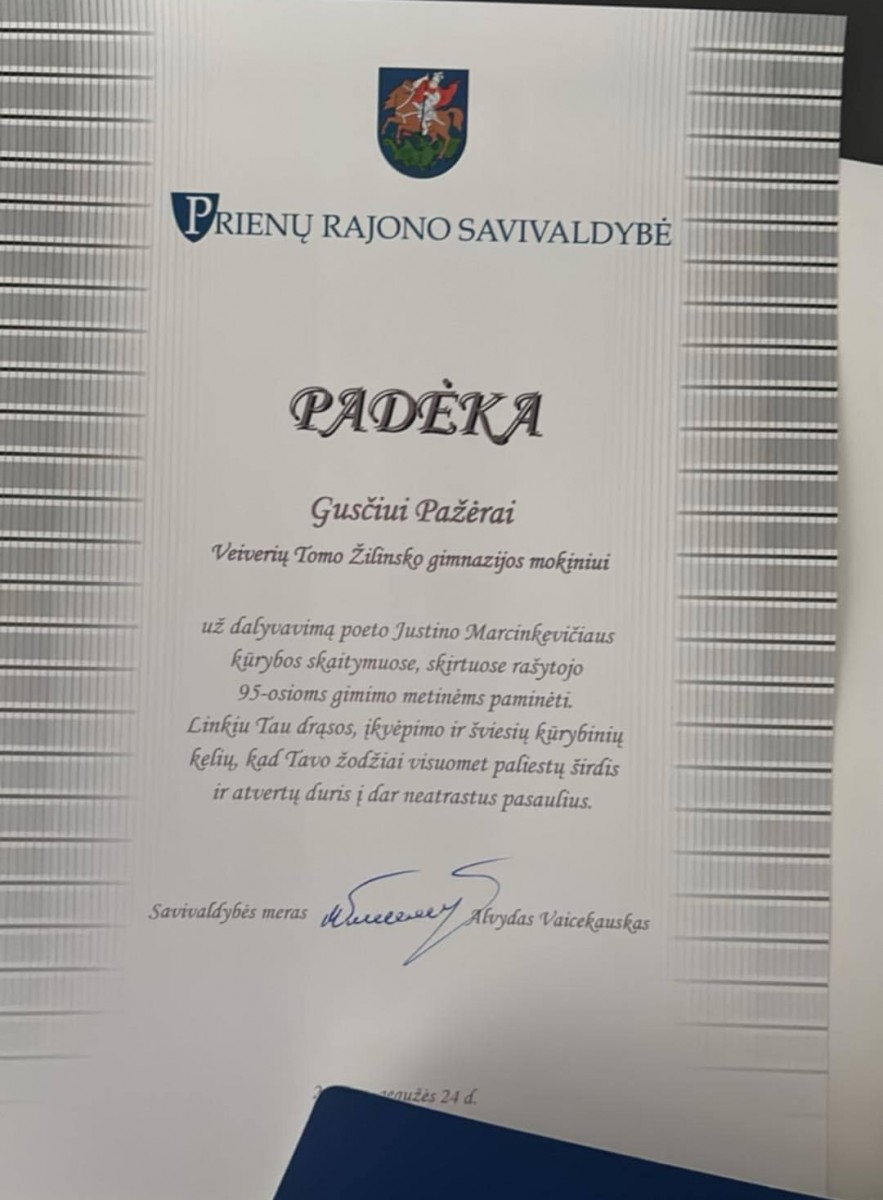 PRIENŲ RAJONO SAVIVALDYBĖ
PADĖKA
Gusčiui Pažėrai
Veiverių Tomo Žilinsko gimnazijos mokiniui
už dalyvavimą poeto Justino Marcinkevičiaus
kūrybos skaitymuose, skirtuose rašytojo
95-osioms gimimo metinėms paminėti.
Linkiu Tau drąsos, įkvėpimo ir šviesių kūrybinių
kelių, kad Tavo žodžiai visuomet paliestų širdis
ir atvertų duris į dar neatrastus pasaulius.
Savivaldybės meras Alvydas Vaicekauskas
24 d.